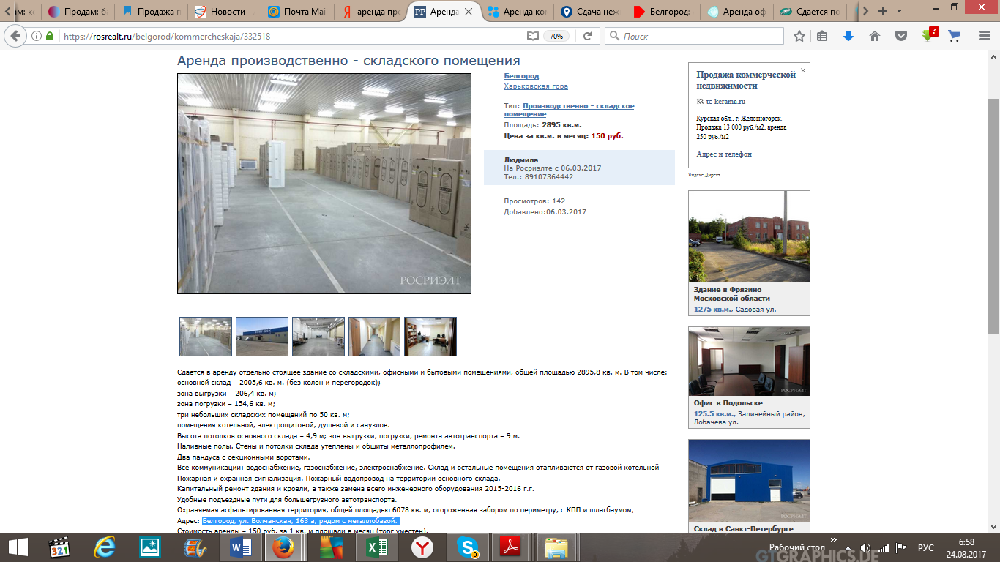 ам: ко
Продам: бо
Продажа п
Новости -
Почта Mail
аренда про
Аренда
Аренда ком
Сдача неж
Белгород:
Аренда оф
Сдается по
https://rosrealt.ru/belgorod/kommercheskaja/332518
70%
Поиск
?
Аренда производственно - складского помещения
РОСРИЭЛТ
Белгород
Харьковская гора
Тип: Производственно - складское
помещение
Площадь: 2895 кв.м.
Цена за кв.м. в месяц: 150 руб.
Людмила
На Росриэлте с 06.03.2017
Тел.: 89107364442
Просмотров: 142
Добавлено:06.03.2017
Продажа коммерческой
недвижимости
tc-kerama.ru
Курская обл., г. Железногорск.
Продажа 13 000 руб./м2, аренда
250 руб./м2
Адрес и телефон
Яндекс.Директ
Здание в Фрязино
Московской области
1275 кв.м., Садовая ул.
РОСРИЭЛТ
Офис в Подольске
125.5 кв.м., Залинейный район,
Лобачева ул.
РОСРИЭЛТ
Склад в Санкт-Петербурге
Сдается в аренду отдельно стоящее здание со складскими, офисными и бытовыми помещениями, общей площадью 2895,8 кв. м. В том числе:
основной склад – 2005,6 кв. м. (без колон и перегородок);
зона выгрузки – 206,4 кв. м;
зона погрузки – 154,6 кв. м;
три небольших складских помещений по 50 кв. м;
помещения котельной, электрощитовой, душевой и санузлов.
Высота потолков основного склада – 4,9 м; зон выгрузки, погрузки, ремонта автотранспорта – 9 м.
Наливные полы. Стены и потолки склада утеплены и обшиты металлопрофилем.
Два пандуса с секционными воротами.
Все коммуникации: водоснабжение, газоснабжение, электроснабжение. Склад и остальные помещения отапливаются от газовой котельной
Пожарная и охранная сигнализация. Пожарный водопровод на территории основного склада.
Капитальный ремонт здания и кровли, а также замена всего инженерного оборудования 2015-2016 г.г.
Удобные подъездные пути для большегрузного автотранспорта.
Охраняемая асфальтированная территория, общей площадью 6078 кв. м, огороженная забором по периметру, с КПП и шлагбаумом,
Адрес: Белгород, ул. Волчанская, 163 а, рядом с металлобазой.
Стоимость аренды – 150 руб. за 1 кв. м площади в месяц (торг уместен).
321
9
Рабочий стол
»
РУС
6:58
24.08.2017
GTGRAPHICS.DE